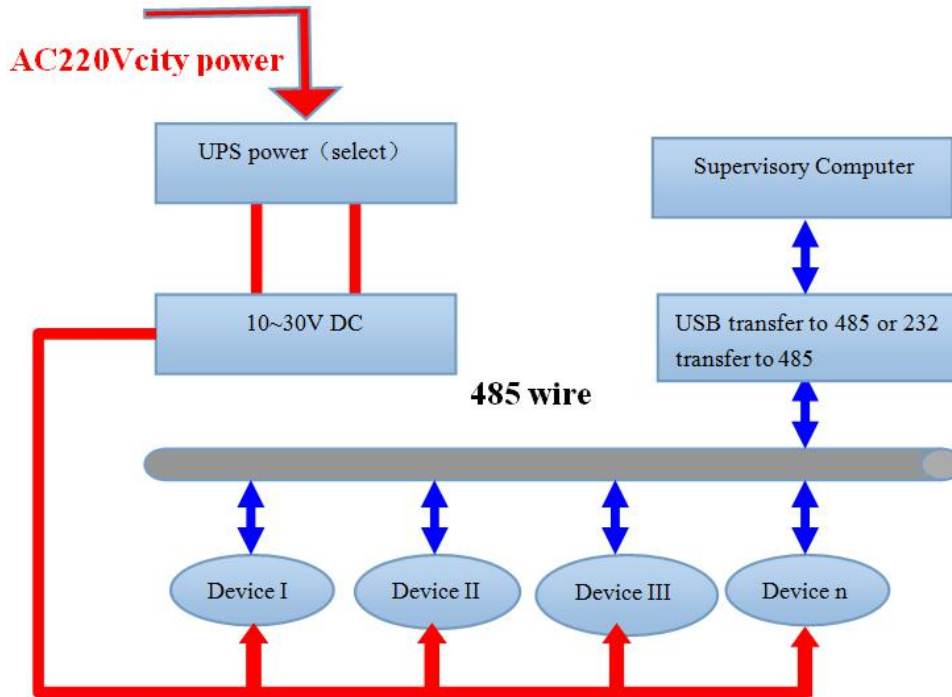 AC220Vcity power
UPS power（select）
Supervisory Computer
10~30V DC
USB transfer to 485 or 232
transfer to 485
485 wire
Device I
Device II
Device III
Device n